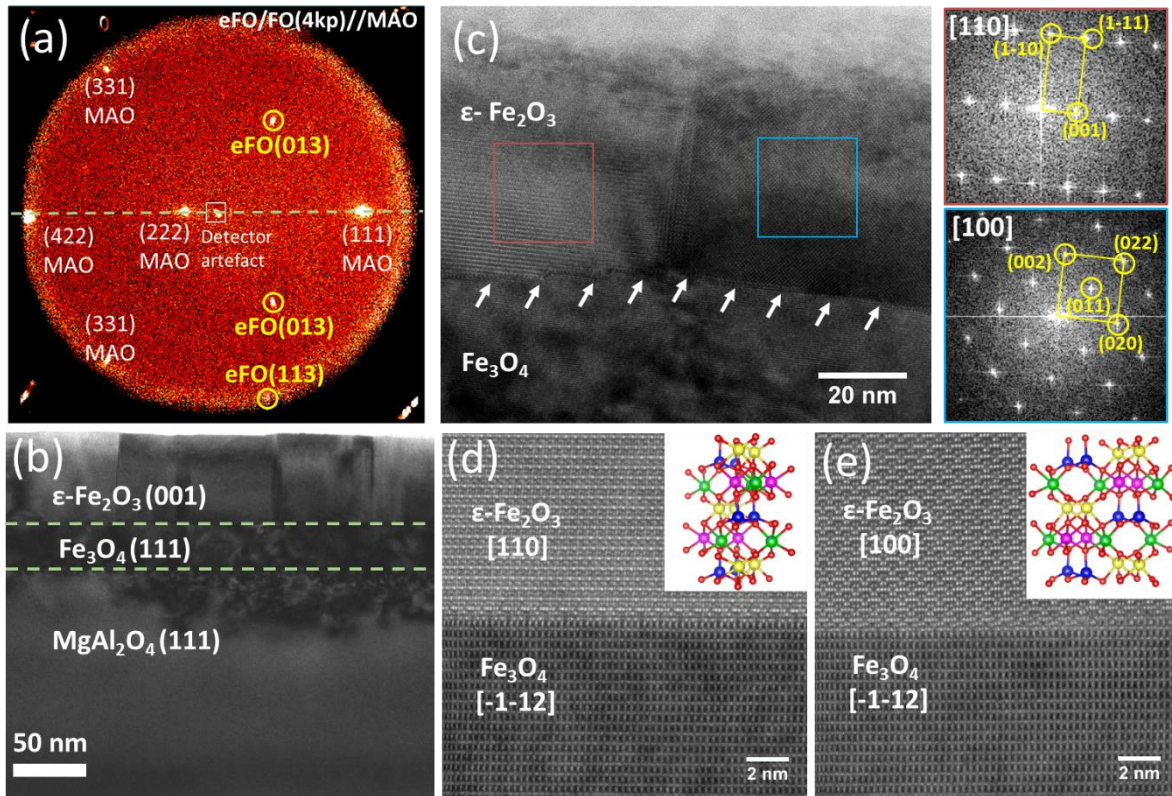 (a)
eFO/FO(4kp)//MAO
(331)
MAO
eFO(013)
(422)
MAO
(222)
MAO
Detector
artefact
(111)
MAO
eFO(013)
(331)
MAO
eFO(113)
(b)
ε-Fe₂O₃ (001)
Fe₃O₄ (111)
MgAl₂O₄ (111)
50 nm
(c)
ε- Fe₂O₃
Fe₃O₄
20 nm
[110]
(1-10)
(1-11)
(001)
[100]
(002)
(022)
(011)
(020)
(d)
ε-Fe₂O₃
[110]
Fe₃O₄
[-1-12]
2 nm
(e)
ε-Fe₂O₃
[100]
Fe₃O₄
[-1-12]
2 nm